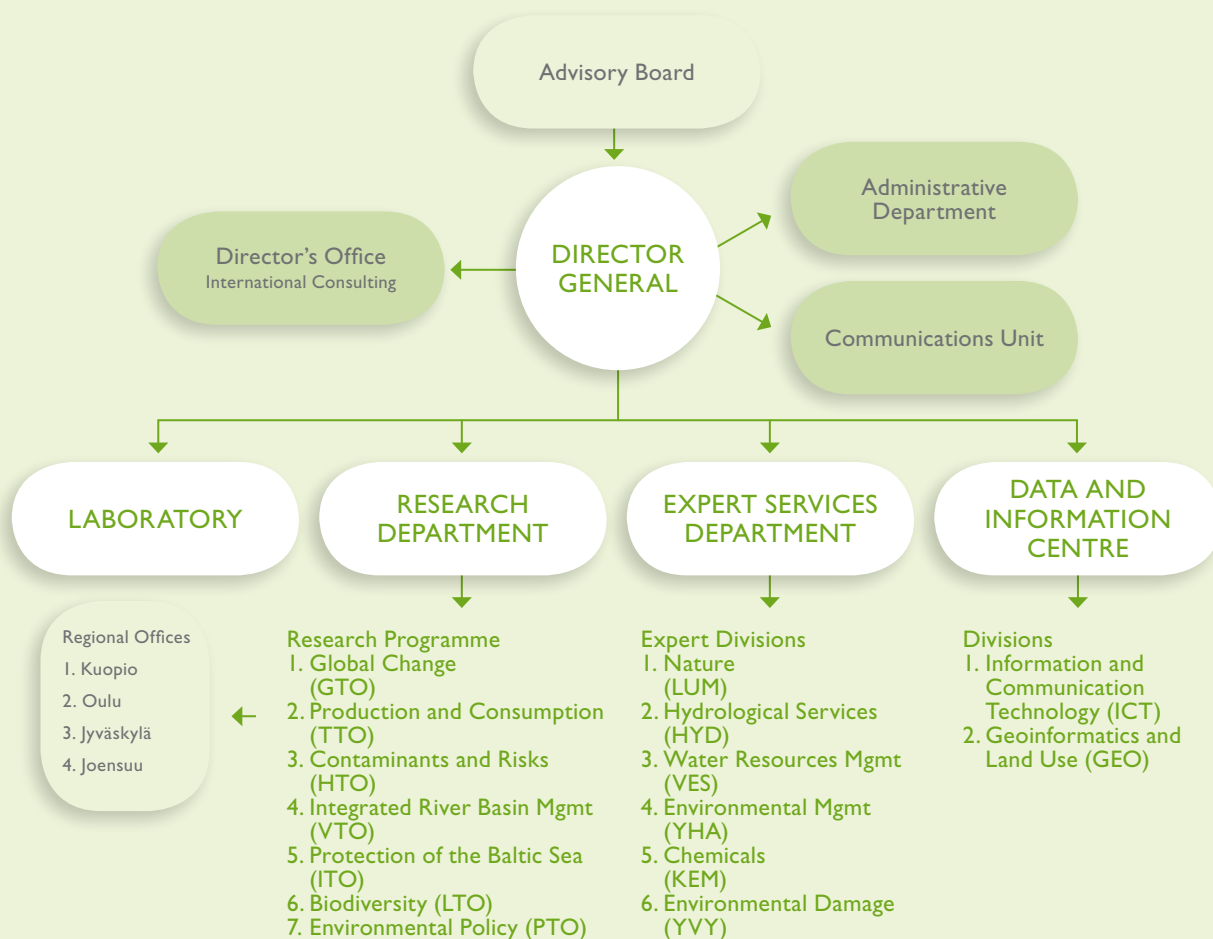 Advisory Board
Administrative
Department
Director's Office
International Consulting
DIRECTOR
GENERAL
Communications Unit
LABORATORY
RESEARCH
DEPARTMENT
EXPERT SERVICES
DEPARTMENT
DATA AND
INFORMATION
CENTRE
Regional Offices
1. Kuopio
2. Oulu
3. Jyväskylä
4. Joensuu
Research Programme
1. Global Change
(GTO)
2. Production and Consumption
(TTO)
3. Contaminants and Risks
(HTO)
4. Integrated River Basin Mgmt
(VTO)
5. Protection of the Baltic Sea
(ITO)
6. Biodiversity (LTO)
7. Environmental Policy (PTO)
Expert Divisions
1. Nature
(LUM)
2. Hydrological Services
(HYD)
3. Water Resources Mgmt
(VES)
4. Environmental Mgmt
(YHA)
5. Chemicals
(KEM)
6. Environmental Damage
(YVY)
Divisions
1. Information and
Communication
Technology (ICT)
2. Geoinformatics and
Land Use (GEO)